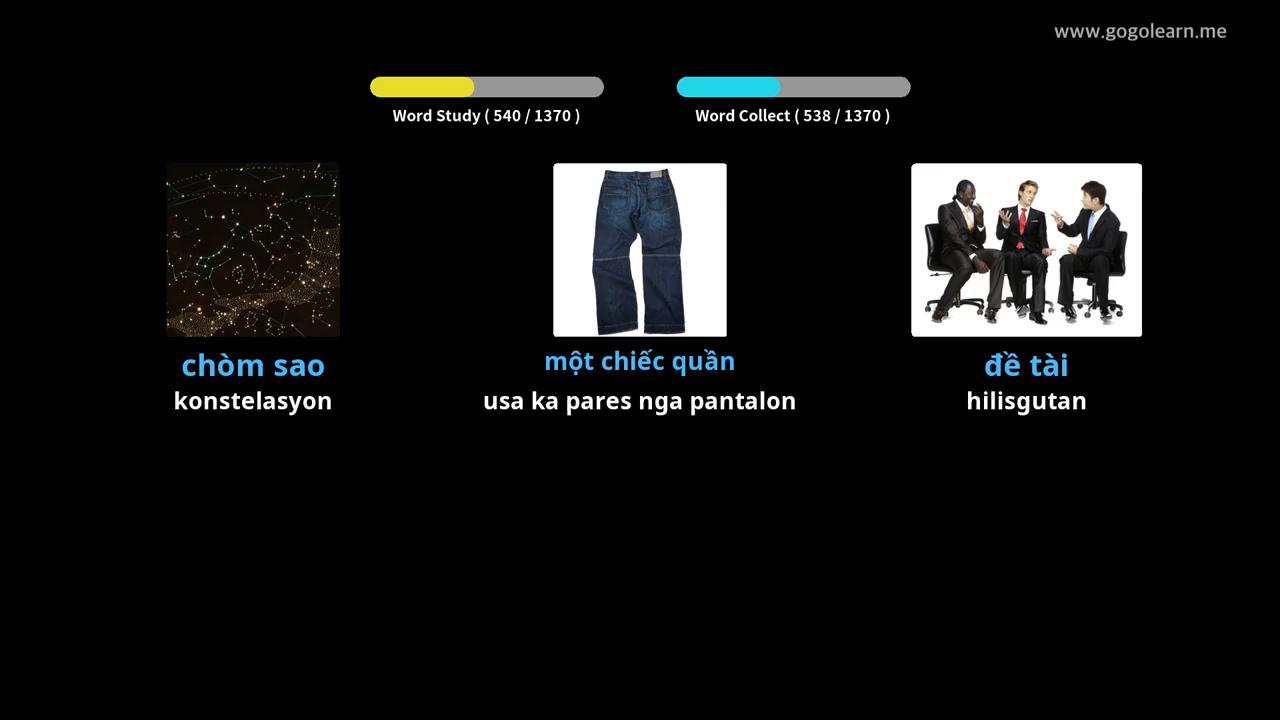 www.gogolearn.me
Word Study ( 540 / 1370 )
Word Collect ( 538 / 1370 )
chòm sao
konstelasyon
một chiếc quần
usa ka pares nga pantalon
đề tài
hilisgutan